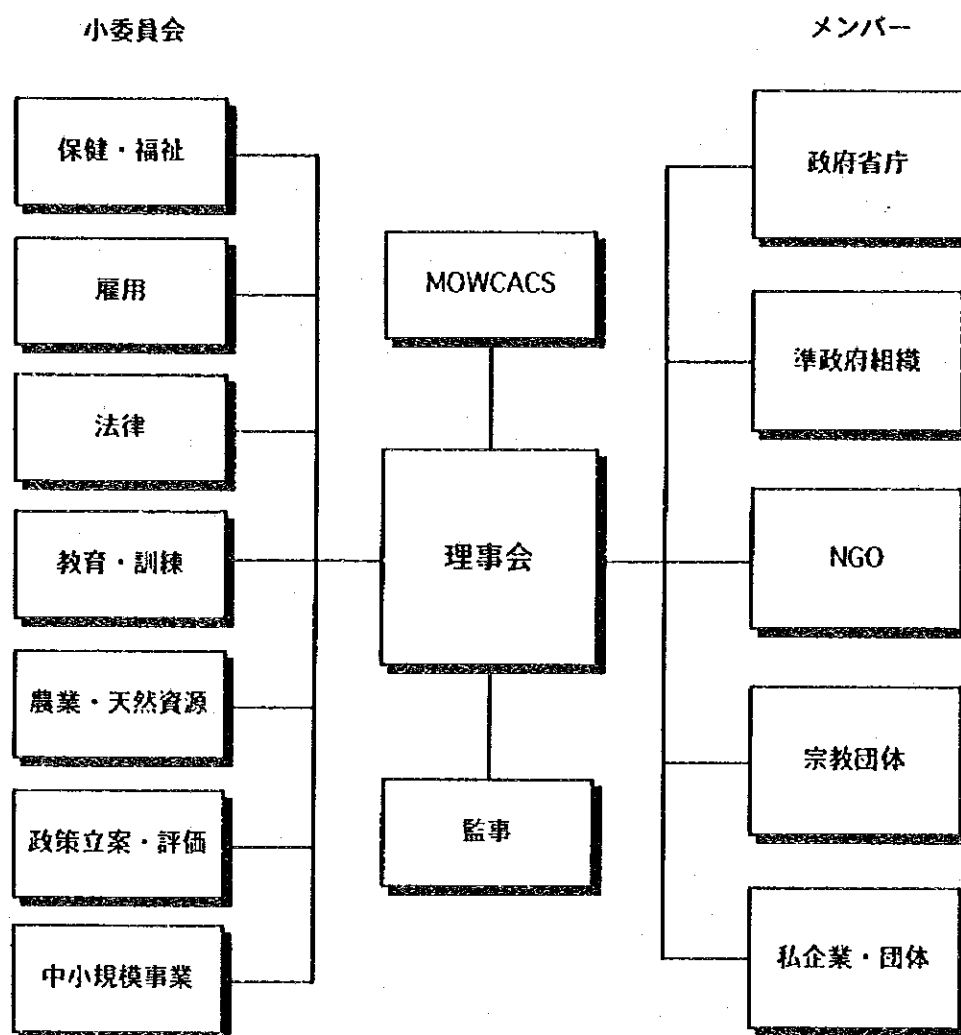 小委員会
保健・福祉
雇用
法律
教育・訓練
農業・天然資源
政策立案・評価
中小規模事業
MOWCACS
理事会
監事
メンバー
政府省庁
準政府組織
NGO
宗教団体
私企業・団体